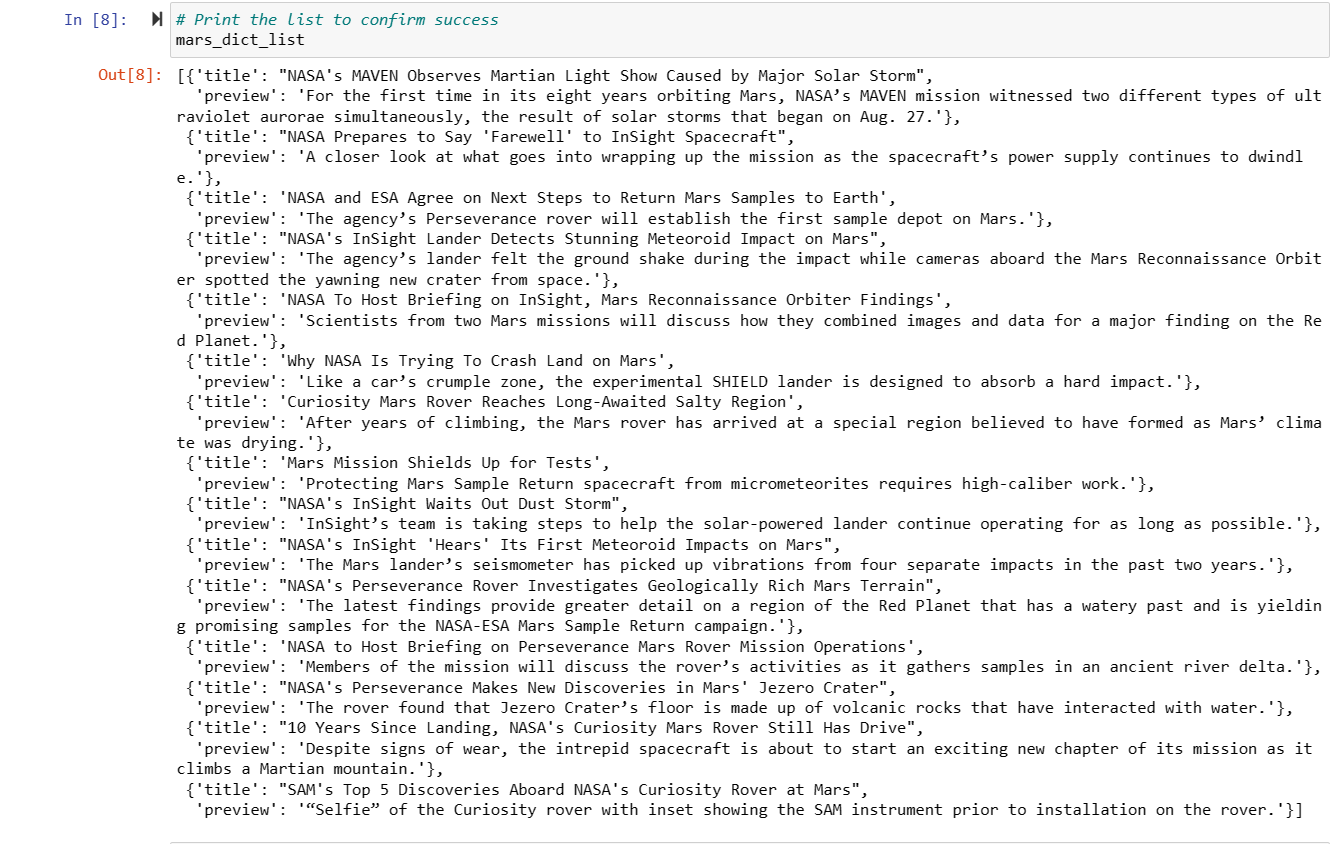 In [8]: # Print the list to confirm success
mars_dict_list
Out[8]: [{'title': "NASA's MAVEN Observes Martian Light Show Caused by Major Solar Storm",
'preview': 'For the first time in its eight years orbiting Mars, NASA’s MAVEN mission witnessed two different types of ult
raviolet aurorae simultaneously, the result of solar storms that began on Aug. 27.'},
{'title': "NASA Prepares to Say 'Farewell' to InSight Spacecraft",
'preview': 'A closer look at what goes into wrapping up the mission as the spacecraft’s power supply continues to dwindl
e.'},
{'title': 'NASA and ESA Agree on Next Steps to Return Mars Samples to Earth',
'preview': 'The agency’s Perseverance rover will establish the first sample depot on Mars.'},
{'title': "NASA's InSight Lander Detects Stunning Meteoroid Impact on Mars",
'preview': 'The agency’s lander felt the ground shake during the impact while cameras aboard the Mars Reconnaissance Orbit
er spotted the yawning new crater from space.'},
{'title': 'NASA To Host Briefing on InSight, Mars Reconnaissance Orbiter Findings',
'preview': 'Scientists from two Mars missions will discuss how they combined images and data for a major finding on the Re
d Planet.'},
{'title': 'Why NASA Is Trying To Crash Land on Mars',
'preview': 'Like a car’s crumple zone, the experimental SHIELD lander is designed to absorb a hard impact.'},
{'title': 'Curiosity Mars Rover Reaches Long-Awaited Salty Region',
'preview': 'After years of climbing, the Mars rover has arrived at a special region believed to have formed as Mars’ clima
te was drying.'},
{'title': 'Mars Mission Shields Up for Tests',
'preview': 'Protecting Mars Sample Return spacecraft from micrometeorites requires high-caliber work.'},
{'title': "NASA's InSight Waits Out Dust Storm",
'preview': 'InSight’s team is taking steps to help the solar-powered lander continue operating for as long as possible.'},
{'title': "NASA's InSight 'Hears' Its First Meteoroid Impacts on Mars",
'preview': 'The Mars lander’s seismometer has picked up vibrations from four separate impacts in the past two years.'},
{'title': "NASA's Perseverance Rover Investigates Geologically Rich Mars Terrain",
'preview': 'The latest findings provide greater detail on a region of the Red Planet that has a watery past and is yieldin
g promising samples for the NASA-ESA Mars Sample Return campaign.'},
{'title': 'NASA to Host Briefing on Perseverance Mars Rover Mission Operations',
'preview': 'Members of the mission will discuss the rover’s activities as it gathers samples in an ancient river delta.'},
{'title': "NASA's Perseverance Makes New Discoveries in Mars' Jezero Crater",
'preview': 'The rover found that Jezero Crater’s floor is made up of volcanic rocks that have interacted with water.'},
{'title': "10 Years Since Landing, NASA's Curiosity Mars Rover Still Has Drive",
'preview': 'Despite signs of wear, the intrepid spacecraft is about to start an exciting new chapter of its mission as it
climbs a Martian mountain.'},
{'title': "SAM's Top 5 Discoveries Aboard NASA's Curiosity Rover at Mars",
'preview': '“Selfie” of the Curiosity rover with inset showing the SAM instrument prior to installation on the rover.'}]